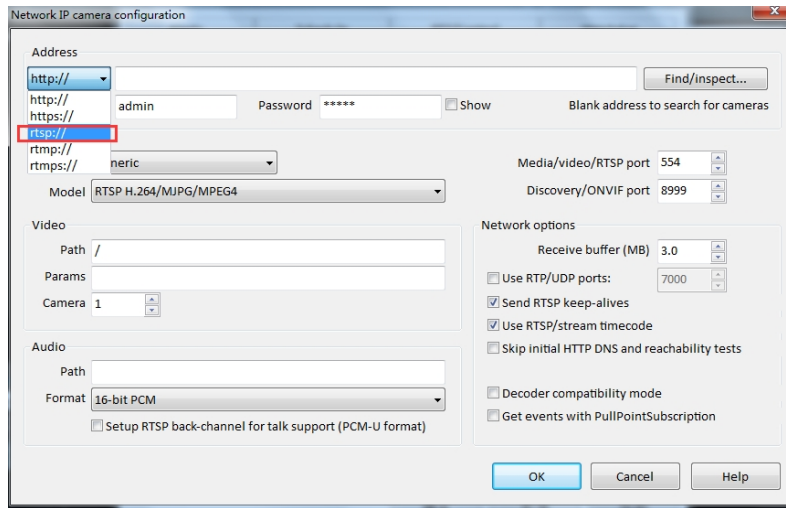 Network IP camera configuration
Address
http://
Find/inspect...
http://
https://
rtsp://
rtmp://
rtmps://
admin
Password *****
Show
Blank address to search for cameras
neric
Media/video/RTSP port 554
Model RTSP H.264/MJPG/MPEG4
Discovery/ONVIF port 8999
Video
Path /
Params
Camera 1
Network options
Receive buffer (MB) 3.0
Use RTP/UDP ports: 7000
Send RTSP keep-alives
Use RTSP/stream timecode
Skip initial HTTP DNS and reachability tests
Decoder compatibility mode
Get events with PullPointSubscription
Audio
Path
Format 16-bit PCM
Setup RTSP back-channel for talk support (PCM-U format)
OK
Cancel
Help